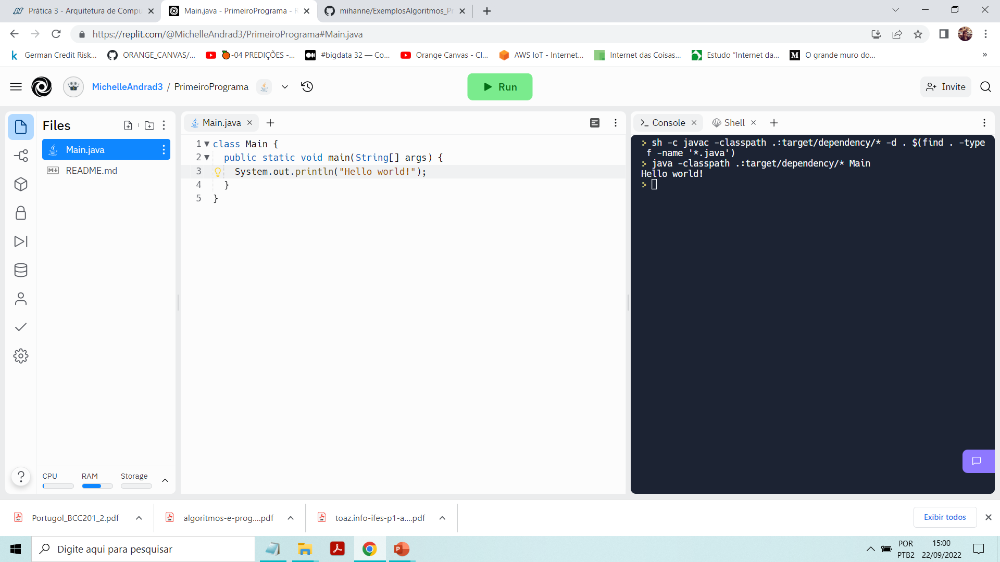 Prática 3 - Arquitetura de Compu
Main.java - PrimeiroPrograma - R
mihanne/ExemplosAlgoritmos_Pr
https://replit.com/@MichelleAndrad3/PrimeiroPrograma#Main.java
German Credit Risk...
ORANGE_CANVAS/...
-04 PREDIÇÕES -...
#bigdata 32 — Co...
Orange Canvas - Cl...
AWS IoT - Internet...
Internet das Coisas...
Estudo “Internet da...
O grande muro do...
»
MichelleAndrad3 / PrimeiroPrograma
Run
Invite
Files
Main.java
README.md
Main.java
1 class Main {
2 public static void main(String[] args) {
3 System.out.println("Hello world!");
4 }
5 }
Console
Shell
sh -c javac -classpath .:target/dependency/* -d . $(find . -type
f -name '*.java')
java -classpath .:target/dependency/* Main
Hello world!
?
CPU
RAM
Storage
Portugol_BCC201_2.pdf
algoritmos-e-prog....pdf
toaz.info-ifes-p1-a....pdf
Exibir todos
Digite aqui para pesquisar
POR
PTB2
15:00
22/09/2022